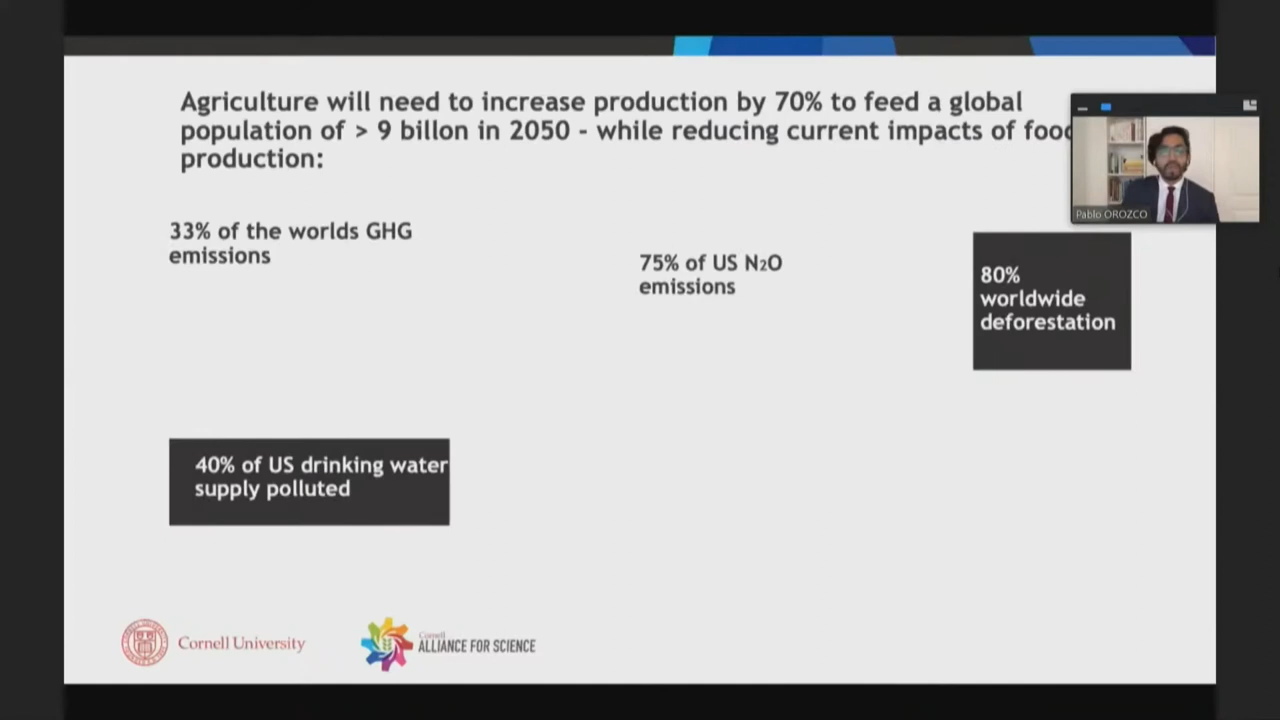 Agriculture will need to increase production by 70% to feed a global
population of > 9 billon in 2050 - while reducing current impacts of food
production:
Pablo OROZCO
33% of the worlds GHG
emissions
75% of US N₂O
emissions
80%
worldwide
deforestation
40% of US drinking water
supply polluted
Cornell University
Cornell
ALLIANCE FOR SCIENCE